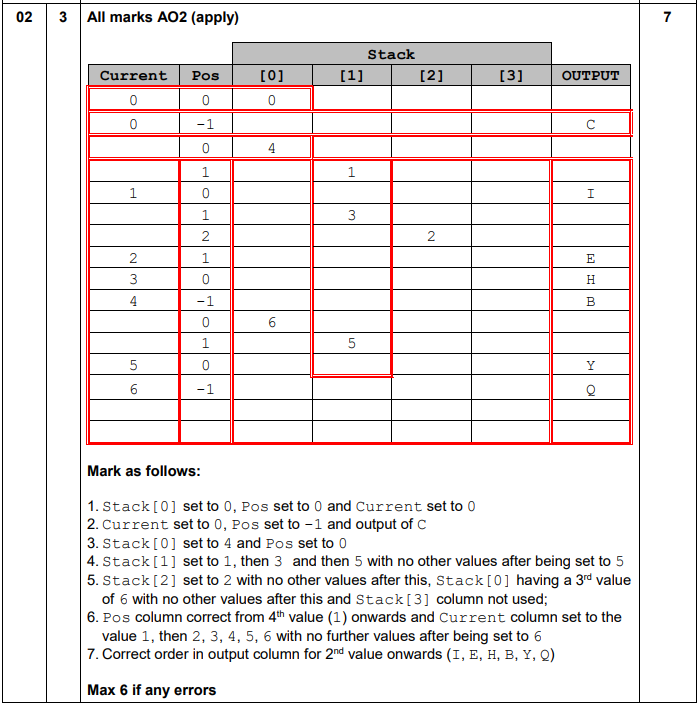 02 3 All marks AO2 (apply) 7
Stack
Current Pos [0] [1] [2] [3] OUTPUT
0 0 0
0 -1 C
0 4
1 1
1 0 I
1 3
2 2
2 1 E
3 0 H
4 -1 B
0 6
1 5
5 0 Y
6 -1 Q
Mark as follows:
1. Stack[0] set to 0, Pos set to 0 and Current set to 0
2. Current set to 0, Pos set to -1 and output of C
3. Stack[0] set to 4 and Pos set to 0
4. Stack[1] set to 1, then 3 and then 5 with no other values after being set to 5
5. Stack[2] set to 2 with no other values after this, Stack[0] having a 3rd value
of 6 with no other values after this and Stack[3] column not used;
6. Pos column correct from 4th value (1) onwards and Current column set to the
value 1, then 2, 3, 4, 5, 6 with no further values after being set to 6
7. Correct order in output column for 2nd value onwards (I, E, H, B, Y, Q)
Max 6 if any errors